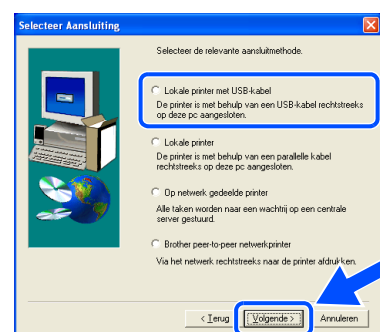 Selecteer Aansluiting
Selecteer de relevante aansluitmethode.
Lokale printer met USB-kabel
De printer is met behulp van een USB-kabel rechtstreeks
op deze pc aangesloten.
Lokale printer
De printer is met behulp van een parallelle kabel
rechtstreeks op deze pc aangesloten.
Op netwerk gedeelde printer
Alle taken worden naar een wachtrij op een centrale
server gestuurd.
Brother peer-to-peer netwerkprinter
Via het netwerk rechtstreeks naar de printer afdrukken.
< Terug
Volgende >
Annuleren